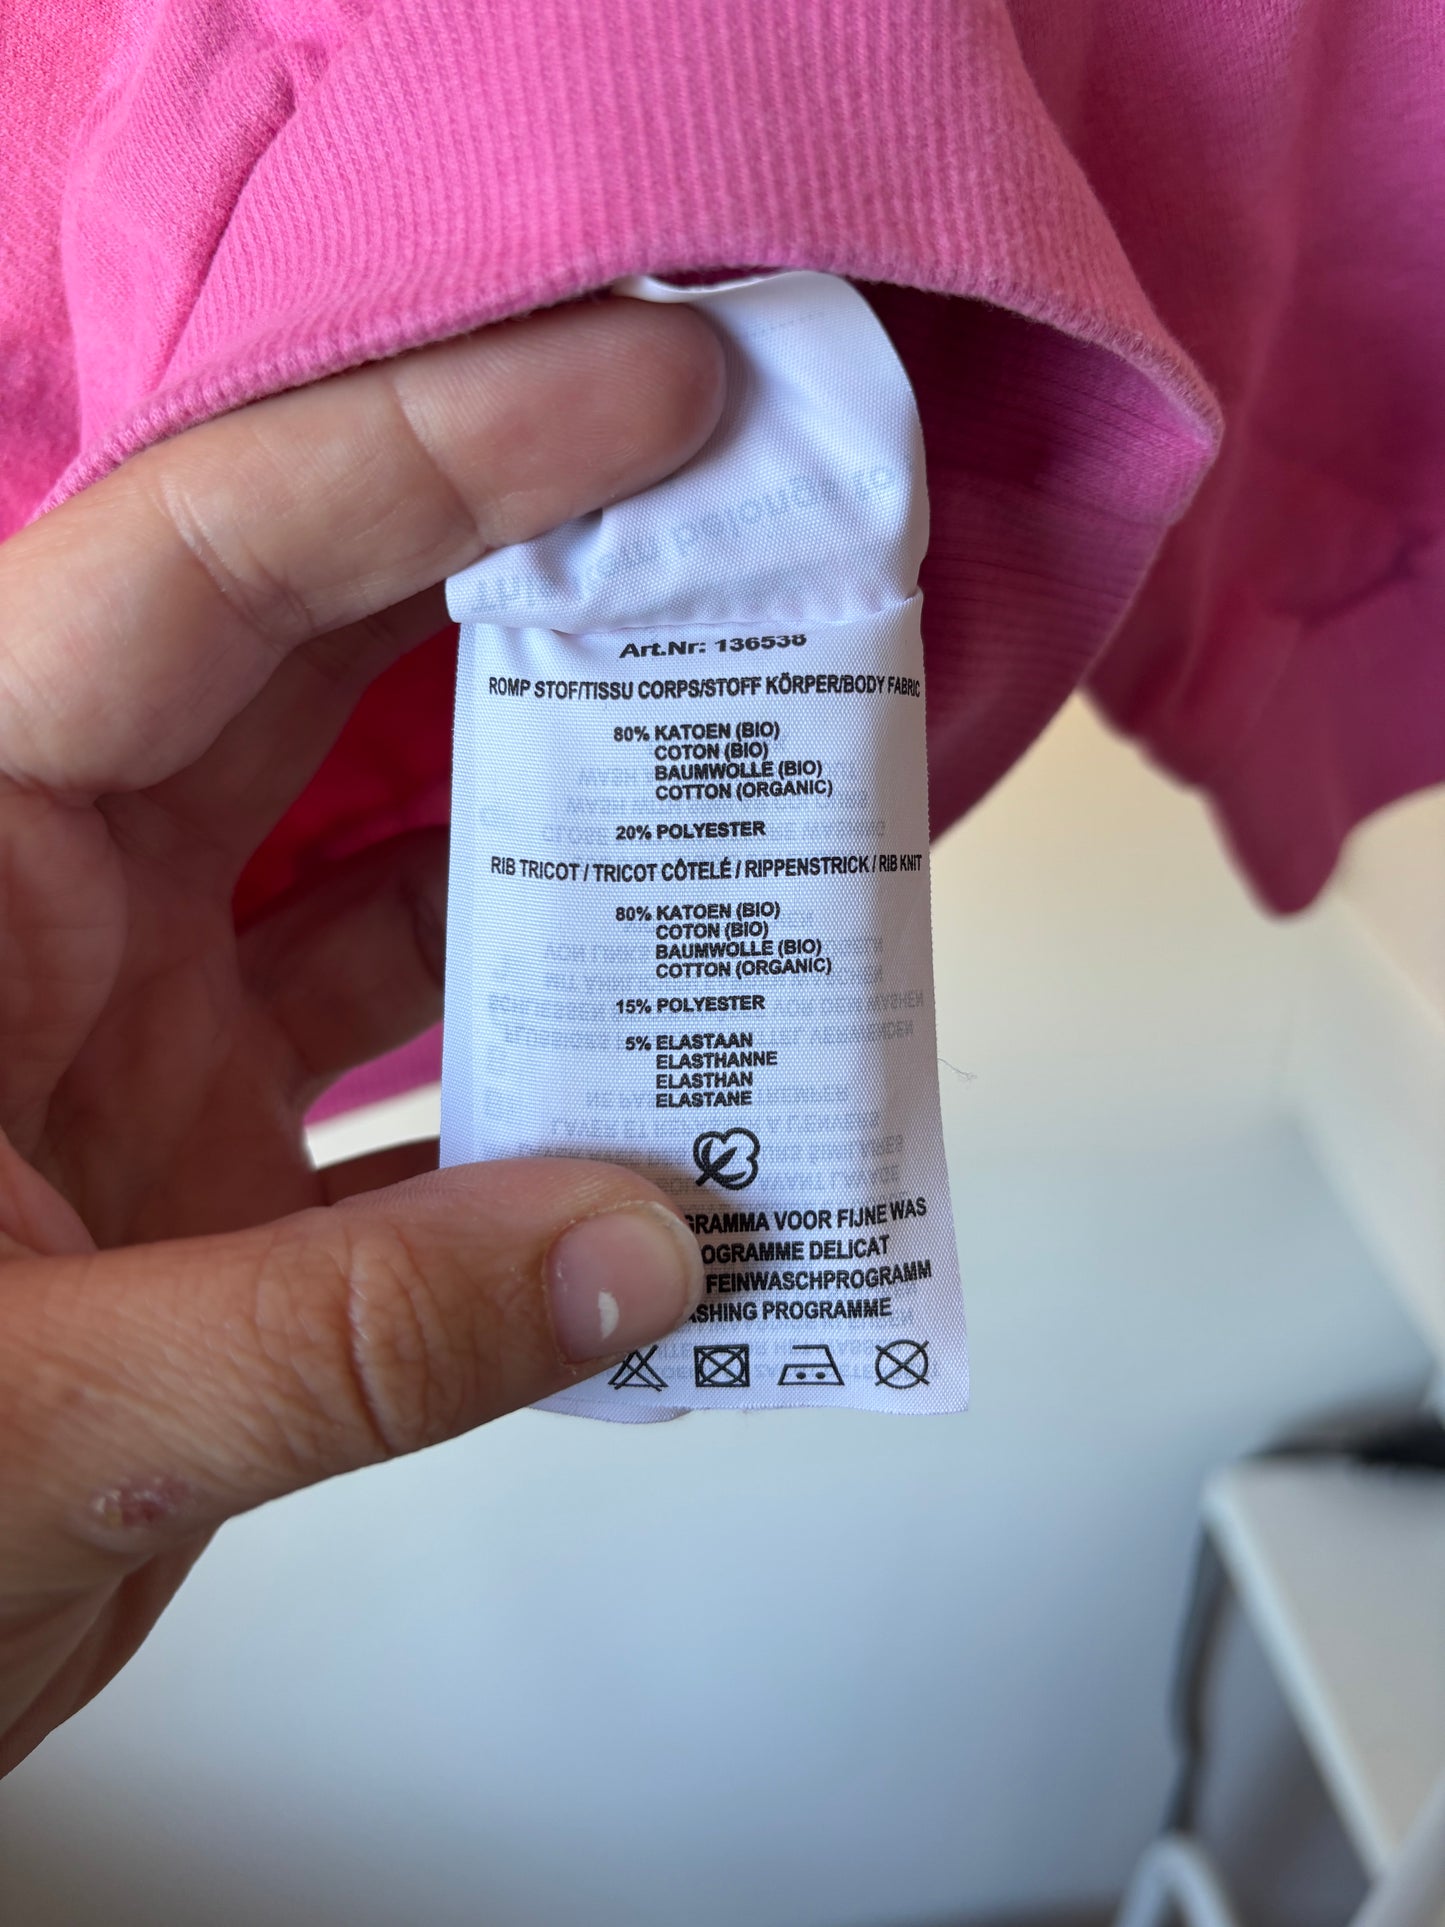 Art.Nr: 136538
ROMP STOF/TISSU CORPS/STOFF KÖRPER/BODY FABRIC
80% KATOEN (BIO)
COTON (BIO)
BAUMWOLLE (BIO)
COTTON (ORGANIC)
20% POLYESTER
RIB TRICOT / TRICOT CÔTELÉ / RIPPENSTRICK / RIB KNIT
80% KATOEN (BIO)
COTON (BIO)
BAUMWOLLE (BIO)
COTTON (ORGANIC)
15% POLYESTER
5% ELASTAAN
ELASTHANNE
ELASTHAN
ELASTANE
GRAMMA VOOR FIJNE WAS
OGRAMME DELICAT
FEINWASCHPROGRAMM
ASHING PROGRAMME